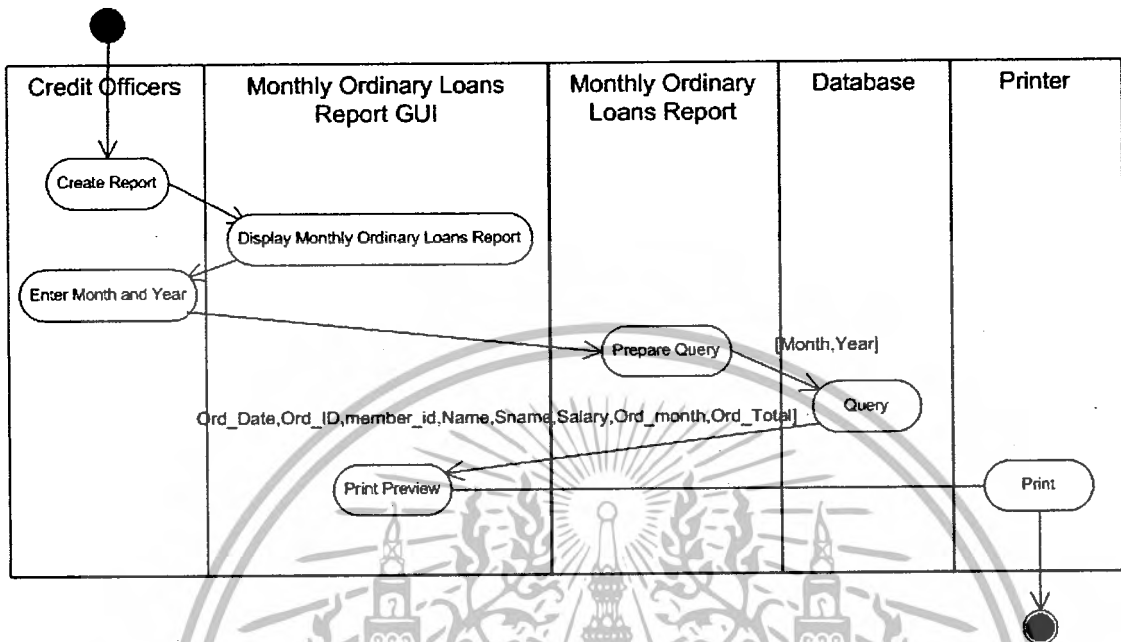 Credit Officers
Monthly Ordinary Loans
Report GUI
Monthly Ordinary
Loans Report
Database
Printer
Create Report
Display Monthly Ordinary Loans Report
Enter Month and Year
Prepare Query
[Month,Year]
Query
Ord_Date,Ord_ID,member_id,Name,Sname,Salary,Ord_month,Ord_Total]
Print Preview
Print